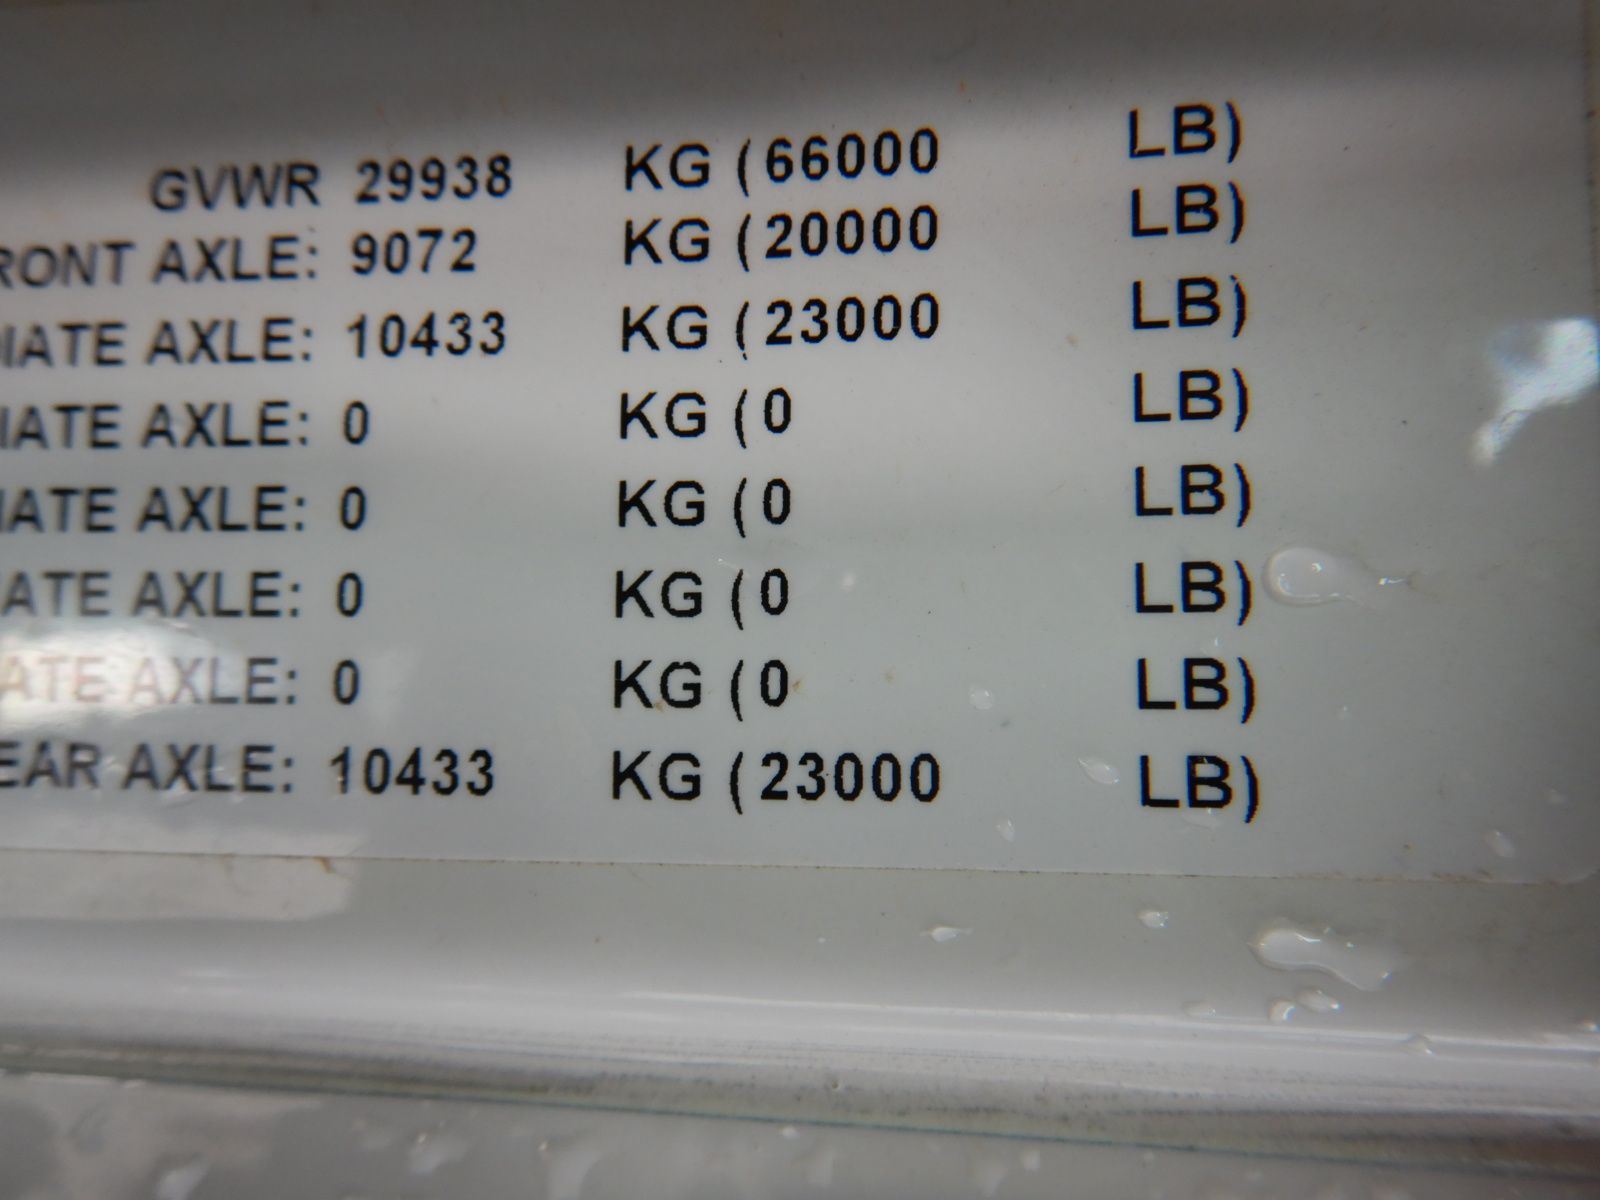 GVWR 29938 KG (66000 LB)
RONT AXLE: 9072 KG (20000 LB)
DIATE AXLE: 10433 KG (23000 LB)
IATE AXLE: 0 KG (0 LB)
IATE AXLE: 0 KG (0 LB)
ATE AXLE: 0 KG (0 LB)
ATE AXLE: 0 KG (0 LB)
EAR AXLE: 10433 KG (23000 LB)